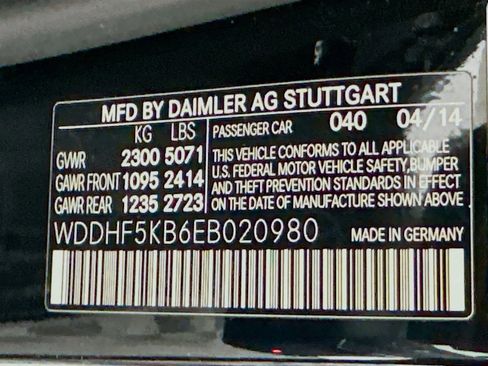 MFD BY DAIMLER AG STUTTGART
KG LBS
GVWR 2300 5071
GAWR FRONT 1095 2414
GAWR REAR 1235 2723
PASSENGER CAR 040 04/14
THIS VEHICLE CONFORMS TO ALL APPLICABLE
U.S. FEDERAL MOTOR VEHICLE SAFETY, BUMPER
AND THEFT PREVENTION STANDARDS IN EFFECT
ON THE DATE OF MANUFACTURE SHOWN ABOVE.
WDDHF5KB6EB020980 MADE IN GERMANY